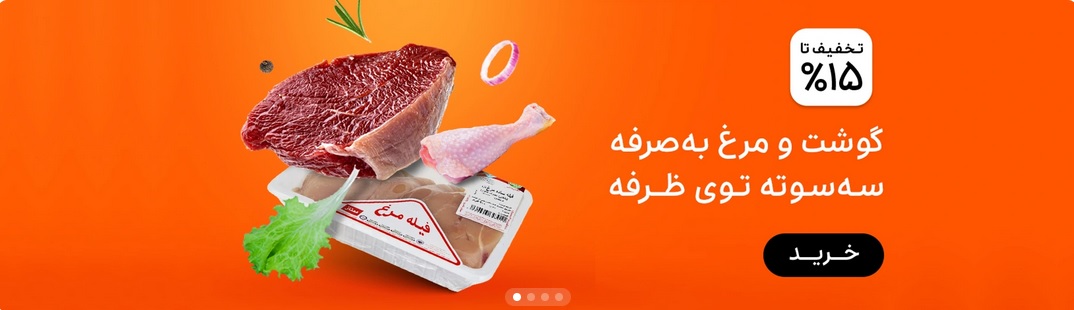 تخفیف تا
%۱۵
گوشت و مرغ به‌صرفه
سه‌سوته توی ظرفه
خرید
فیله مرغ